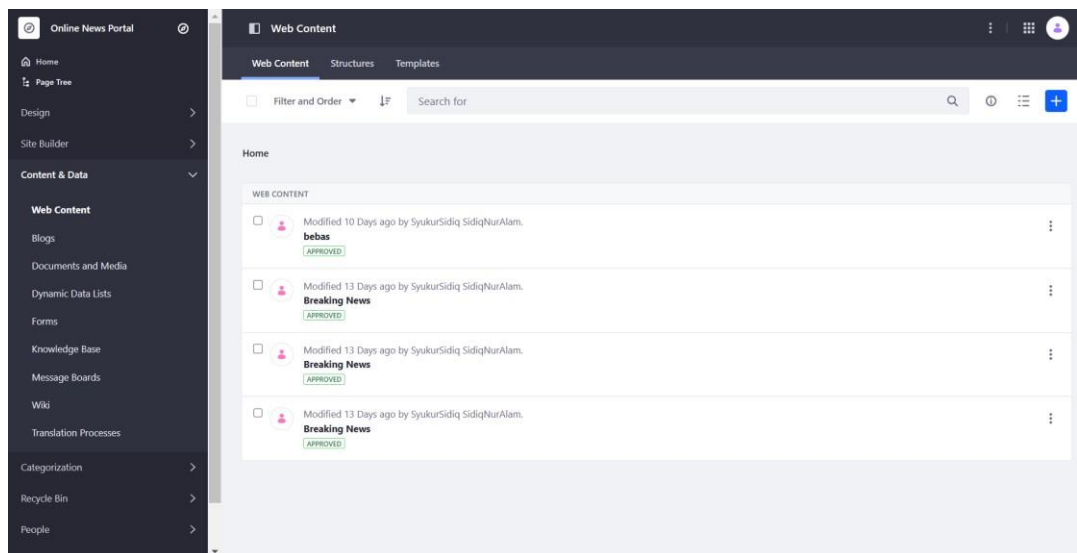 Online News Portal
Home
Page Tree
Design
Site Builder
Content & Data
Web Content
Blogs
Documents and Media
Dynamic Data Lists
Forms
Knowledge Base
Message Boards
Wiki
Translation Processes
Categorization
Recycle Bin
People
Web Content
Web Content Structures Templates
Filter and Order Search for
Home
WEB CONTENT
Modified 10 Days ago by SyukurSidiq SidiqNurAlam.
bebas
APPROVED
Modified 13 Days ago by SyukurSidiq SidiqNurAlam.
Breaking News
APPROVED
Modified 13 Days ago by SyukurSidiq SidiqNurAlam.
Breaking News
APPROVED
Modified 13 Days ago by SyukurSidiq SidiqNurAlam.
Breaking News
APPROVED